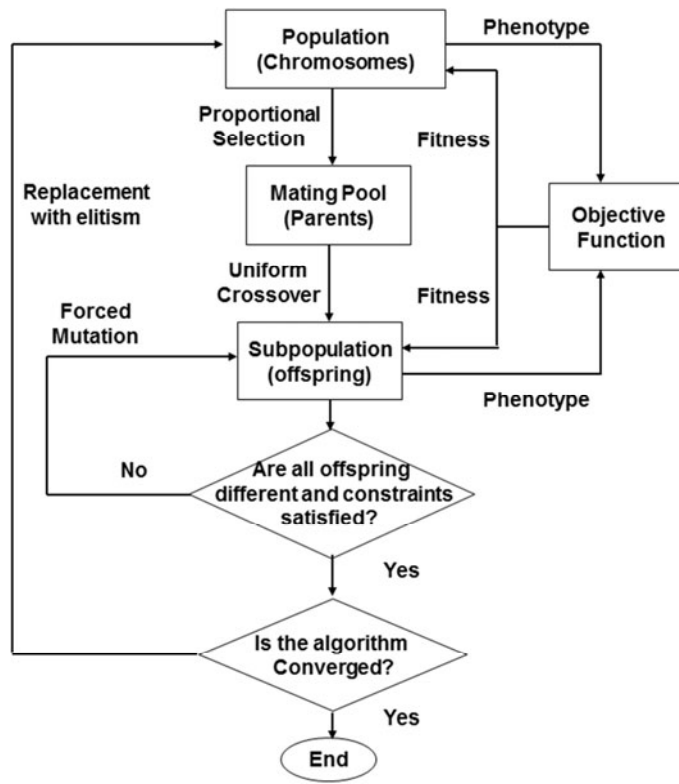 Population
(Chromosomes)
Phenotype
Proportional
Selection
Fitness
Replacement
with elitism
Mating Pool
(Parents)
Objective
Function
Uniform
Crossover
Fitness
Forced
Mutation
Subpopulation
(offspring)
Phenotype
No
Are all offspring
different and constraints
satisfied?
Yes
Is the algorithm
Converged?
Yes
End